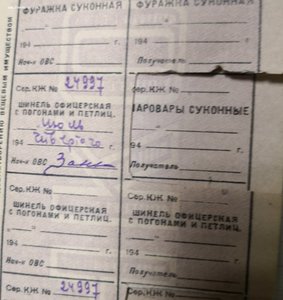 ФУРАЖКА СУКОННАЯ
ФУРАЖКА СУКОННАЯ
194 г.
194 г.
Нач-к ОВС
Получатель
Сер. КЖ № 24997
Сер. КЖ №
ШИНЕЛЬ ОФИЦЕРСКАЯ
С ПОГОНАМИ И ПЕТЛИЦ.
ШАРОВАРЫ СУКОННЫЕ
194 г.
194 г.
Нач-к ОВС
Получатель
Сер. КЖ №
Сер. КЖ №
ШИНЕЛЬ ОФИЦЕРСКАЯ
С ПОГОНАМИ И ПЕТЛИЦ.
ШИНЕЛЬ ОФИЦЕРСКАЯ
С ПОГОНАМИ И ПЕТЛИЦ.
194 г.
194 г.
Нач-к ОВС
Получатель
Сер. КЖ № 24997
Сер. КЖ №
ВЕЩЕВЫМ ИМУЩЕСТВОМ